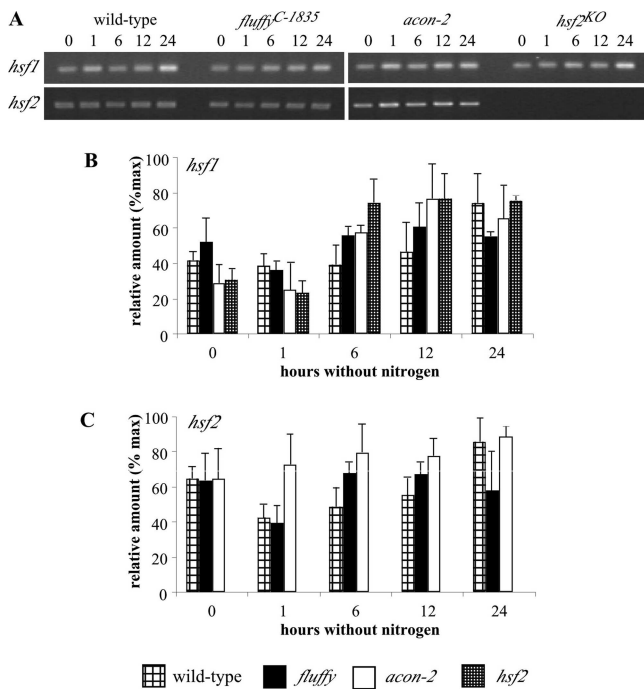 A
wild-type fluffy^C-1835 acon-2 hsf2^KO
0 1 6 12 24 0 1 6 12 24 0 1 6 12 24 0 1 6 12 24
hsf1
hsf2
B
hsf1
relative amount (%max)
100
80
60
40
20
0
0 1 6 12 24
hours without nitrogen
C
hsf2
relative amount (% max)
100
80
60
40
20
0
0 1 6 12 24
hours without nitrogen
wild-type fluffy acon-2 hsf2